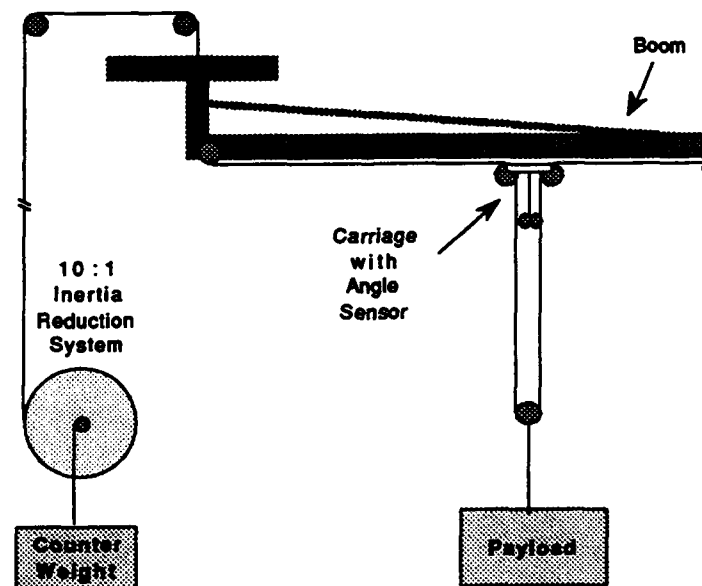 Boom
Carriage
with
Angle
Sensor
10 : 1
Inertia
Reduction
System
Counter
Weight
Payload